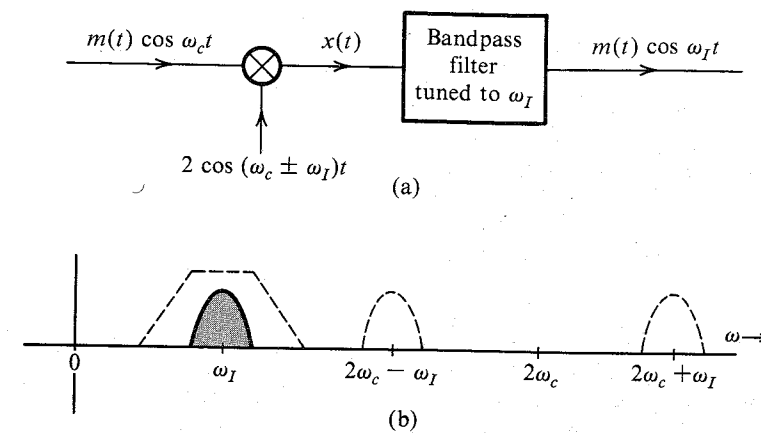 m(t) cos ω_c t
x(t)
Bandpass
filter
tuned to ω_I
m(t) cos ω_I t
2 cos (ω_c ± ω_I)t
(a)
0
ω_I
2ω_c − ω_I
2ω_c
2ω_c + ω_I
ω→
(b)